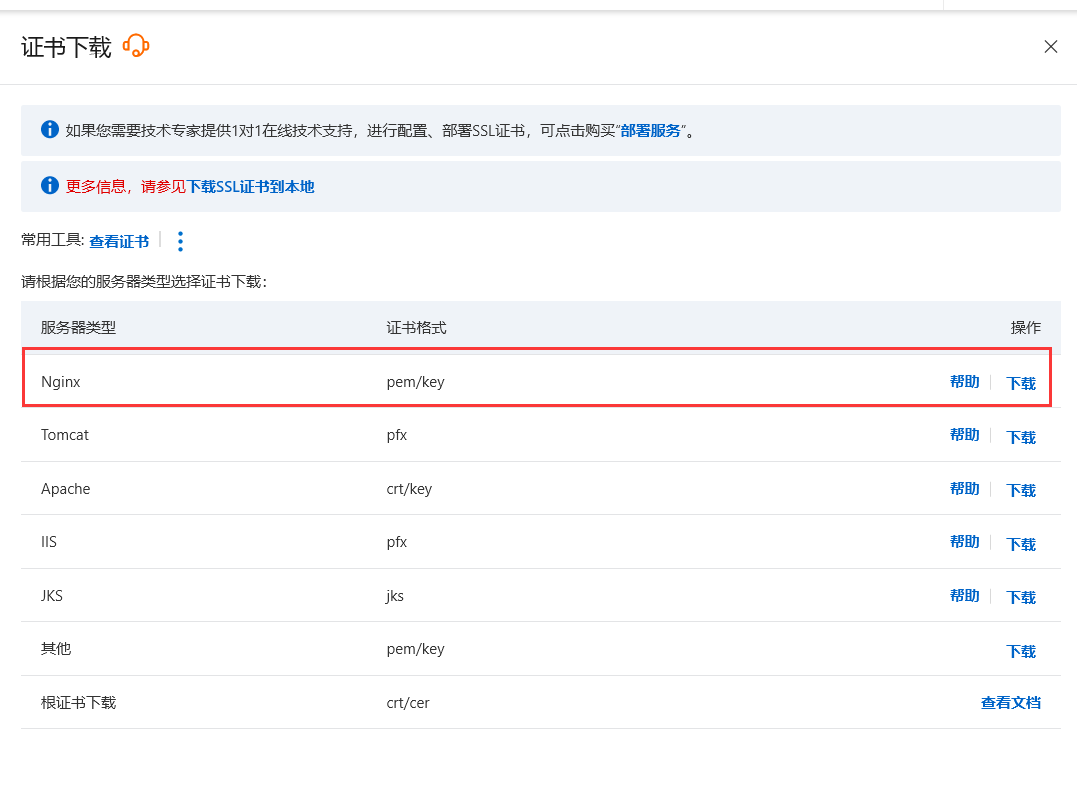 证书下载
如果您需要技术专家提供1对1在线技术支持，进行配置、部署SSL证书，可点击购买“部署服务”。
更多信息，请参见下载SSL证书到本地
常用工具: 查看证书
请根据您的服务器类型选择证书下载：
服务器类型 证书格式 操作
Nginx pem/key 帮助 下载
Tomcat pfx 帮助 下载
Apache crt/key 帮助 下载
IIS pfx 帮助 下载
JKS jks 帮助 下载
其他 pem/key 下载
根证书下载 crt/cer 查看文档